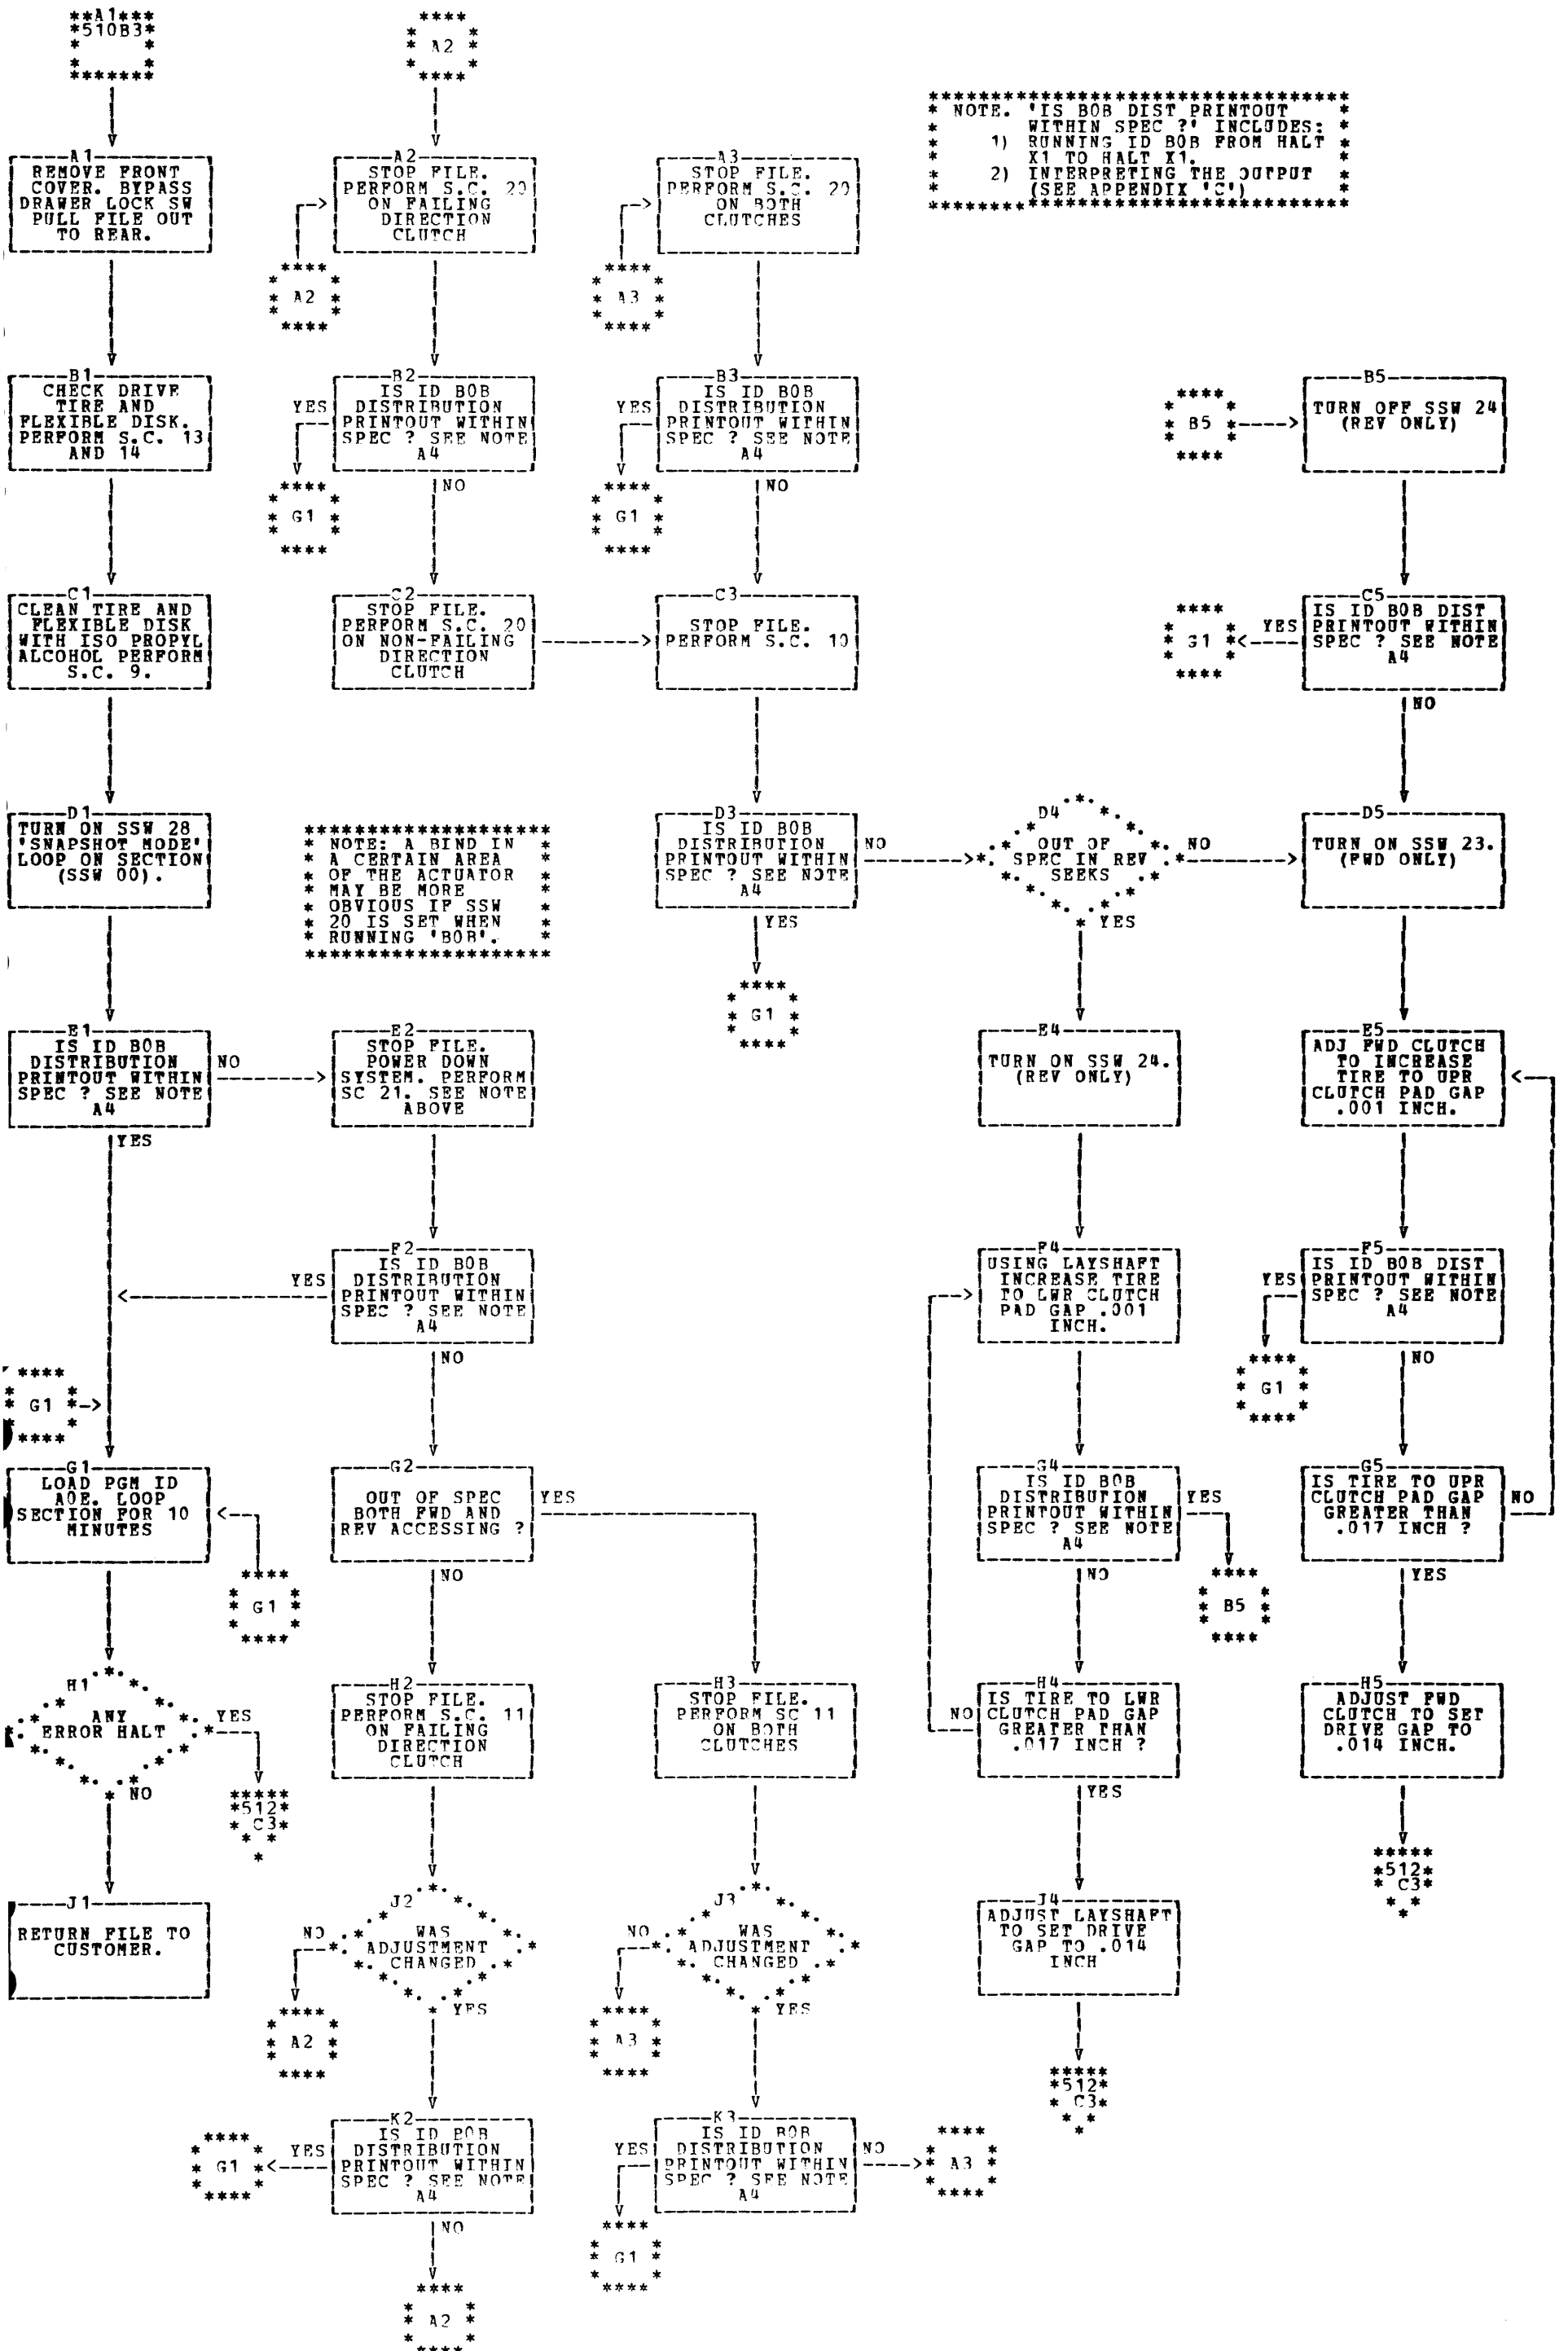 **A1***
*510B3*
*     *
*     *
*******
****
* A2 *
****
A1
REMOVE FRONT
COVER. BYPASS
DRAWER LOCK SW
PULL FILE OUT
TO REAR.
B1
CHECK DRIVE
TIRE AND
FLEXIBLE DISK.
PERFORM S.C. 13
AND 14
C1
CLEAN TIRE AND
FLEXIBLE DISK
WITH ISO PROPYL
ALCOHOL PERFORM
S.C. 9.
D1
TURN ON SSW 28
'SNAPSHOT MODE'
LOOP ON SECTION
(SSW 00).
E1
IS ID BOB
DISTRIBUTION
PRINTOUT WITHIN
SPEC ? SEE NOTE
A4
NO
YES
G1
G1
LOAD PGM ID
A0E. LOOP
SECTION FOR 10
MINUTES
G1
H1
ANY
ERROR HALT
YES
NO
*512*
* C3*
J1
RETURN FILE TO
CUSTOMER.
A2
STOP FILE.
PERFORM S.C. 20
ON FAILING
DIRECTION
CLUTCH
A2
B2
IS ID BOB
DISTRIBUTION
PRINTOUT WITHIN
SPEC ? SEE NOTE
A4
YES
NO
G1
C2
STOP FILE.
PERFORM S.C. 20
ON NON-FAILING
DIRECTION
CLUTCH
********************
* NOTE: A BIND IN *
* A CERTAIN AREA *
* OF THE ACTUATOR *
* MAY BE MORE *
* OBVIOUS IF SSW *
* 20 IS SET WHEN *
* RUNNING 'BOB'. *
********************
E2
STOP FILE.
POWER DOWN
SYSTEM. PERFORM
SC 21. SEE NOTE
ABOVE
F2
IS ID BOB
DISTRIBUTION
PRINTOUT WITHIN
SPEC ? SEE NOTE
A4
YES
NO
G2
OUT OF SPEC
BOTH FWD AND
REV ACCESSING ?
YES
NO
H2
STOP FILE.
PERFORM S.C. 11
ON FAILING
DIRECTION
CLUTCH
J2
WAS
ADJUSTMENT
CHANGED
NO
YES
A2
K2
IS ID BOB
DISTRIBUTION
PRINTOUT WITHIN
SPEC ? SEE NOTE
A4
YES
G1
NO
A2
A3
STOP FILE.
PERFORM S.C. 20
ON BOTH
CLUTCHES
A3
B3
IS ID BOB
DISTRIBUTION
PRINTOUT WITHIN
SPEC ? SEE NOTE
A4
YES
NO
G1
C3
STOP FILE.
PERFORM S.C. 10
D3
IS ID BOB
DISTRIBUTION
PRINTOUT WITHIN
SPEC ? SEE NOTE
A4
NO
YES
G1
H3
STOP FILE.
PERFORM SC 11
ON BOTH
CLUTCHES
J3
WAS
ADJUSTMENT
CHANGED
NO
YES
A3
K3
IS ID BOB
DISTRIBUTION
PRINTOUT WITHIN
SPEC ? SEE NOTE
A4
YES
G1
NO
A3
********************************
* NOTE. 'IS BOB DIST PRINTOUT *
* WITHIN SPEC ?' INCLUDES: *
* 1) RUNNING ID BOB FROM HALT *
* X1 TO HALT X1. *
* 2) INTERPRETING THE OUTPUT *
* (SEE APPENDIX 'C') *
********************************
D4
OUT OF
SPEC IN REV
SEEKS
NO
YES
E4
TURN ON SSW 24.
(REV ONLY)
F4
USING LAYSHAFT
INCREASE TIRE
TO LWR CLUTCH
PAD GAP .001
INCH.
G4
IS ID BOB
DISTRIBUTION
PRINTOUT WITHIN
SPEC ? SEE NOTE
A4
YES
NO
B5
H4
IS TIRE TO LWR
CLUTCH PAD GAP
GREATER THAN
.017 INCH ?
NO
YES
J4
ADJUST LAYSHAFT
TO SET DRIVE
GAP TO .014
INCH
*512*
* C3*
B5
B5
TURN OFF SSW 24
(REV ONLY)
C5
IS ID BOB DIST
PRINTOUT WITHIN
SPEC ? SEE NOTE
A4
YES
G1
NO
D5
TURN ON SSW 23.
(FWD ONLY)
E5
ADJ FWD CLUTCH
TO INCREASE
TIRE TO UPR
CLUTCH PAD GAP
.001 INCH.
F5
IS ID BOB DIST
PRINTOUT WITHIN
SPEC ? SEE NOTE
A4
YES
G1
NO
G5
IS TIRE TO UPR
CLUTCH PAD GAP
GREATER THAN
.017 INCH ?
NO
YES
H5
ADJUST FWD
CLUTCH TO SET
DRIVE GAP TO
.014 INCH.
*512*
* C3*